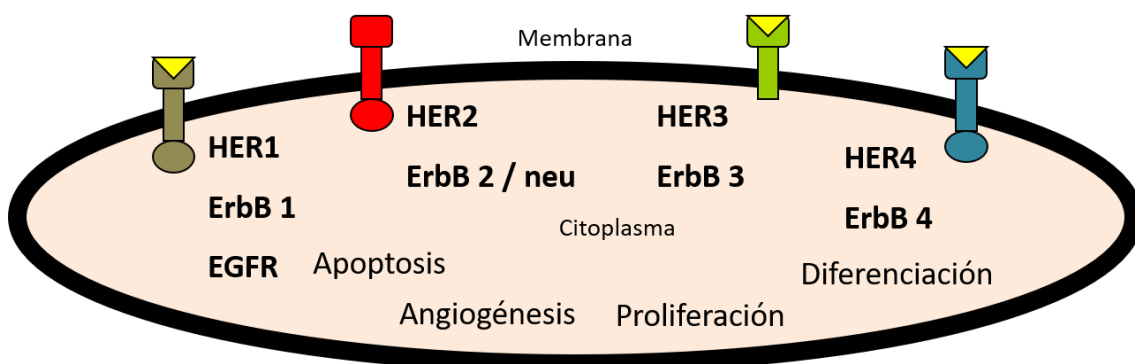 Membrana
HER1
ErbB 1
EGFR
HER2
ErbB 2 / neu
HER3
ErbB 3
HER4
ErbB 4
Citoplasma
Apoptosis
Angiogénesis
Proliferación
Diferenciación